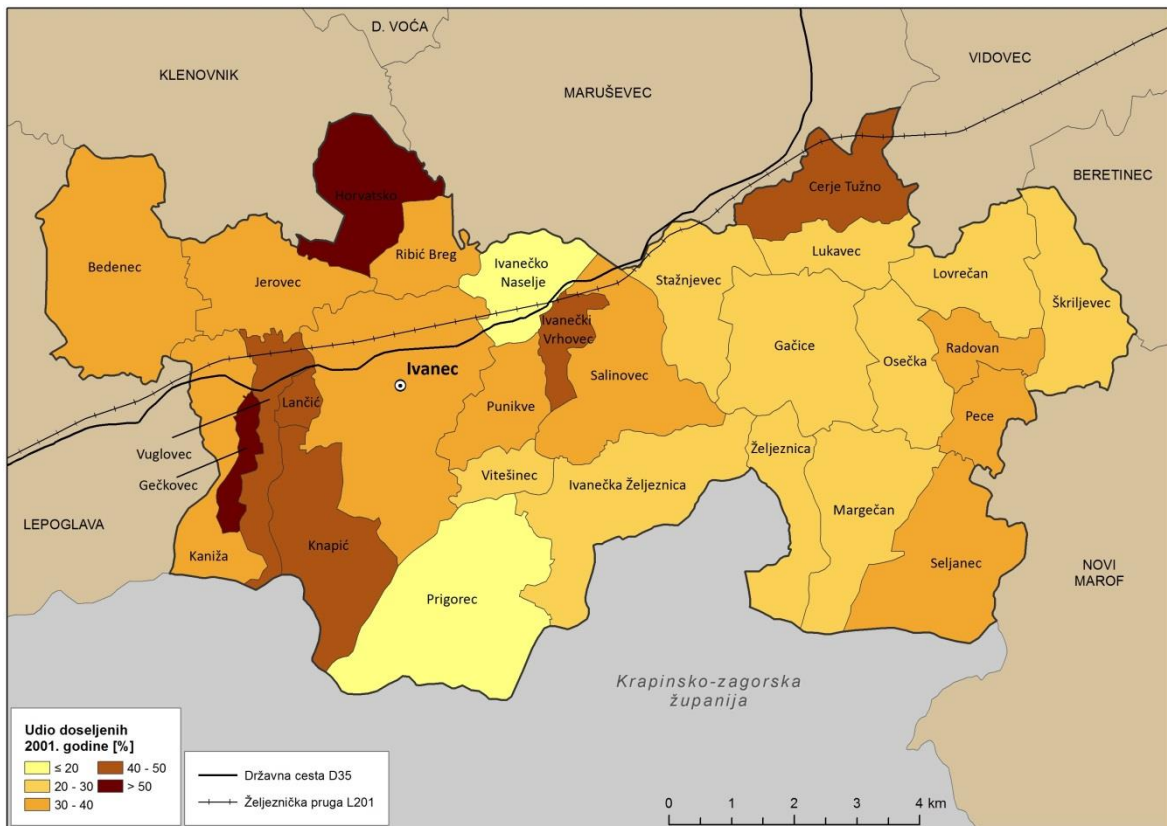 D. VOĆA
KLENOVNIK
VIDOVEC
MARUŠEVEC
BERETINEC
Horvatsko
Cerje Tužno
Bedenec
Jerovec
Ribić Breg
Ivanečko
Naselje
Stažnjevec
Lukavec
Lovrečan
Škriljevec
Ivanečki
Vrhovec
Gačice
Osečka
Radovan
Ivanec
Salinovec
Lančić
Punikve
Pece
Vuglovec
Gečkovec
Željeznica
Vitešinec
Ivanečka Željeznica
LEPOGLAVA
Margečan
Kaniža
Knapić
Seljanec
NOVI
MAROF
Prigorec
Krapinsko-zagorska
županija
Udio doseljenih
2001. godine [%]
≤ 20
40 - 50
20 - 30
> 50
30 - 40
Državna cesta D35
Željeznička pruga L201
0 1 2 3 4 km